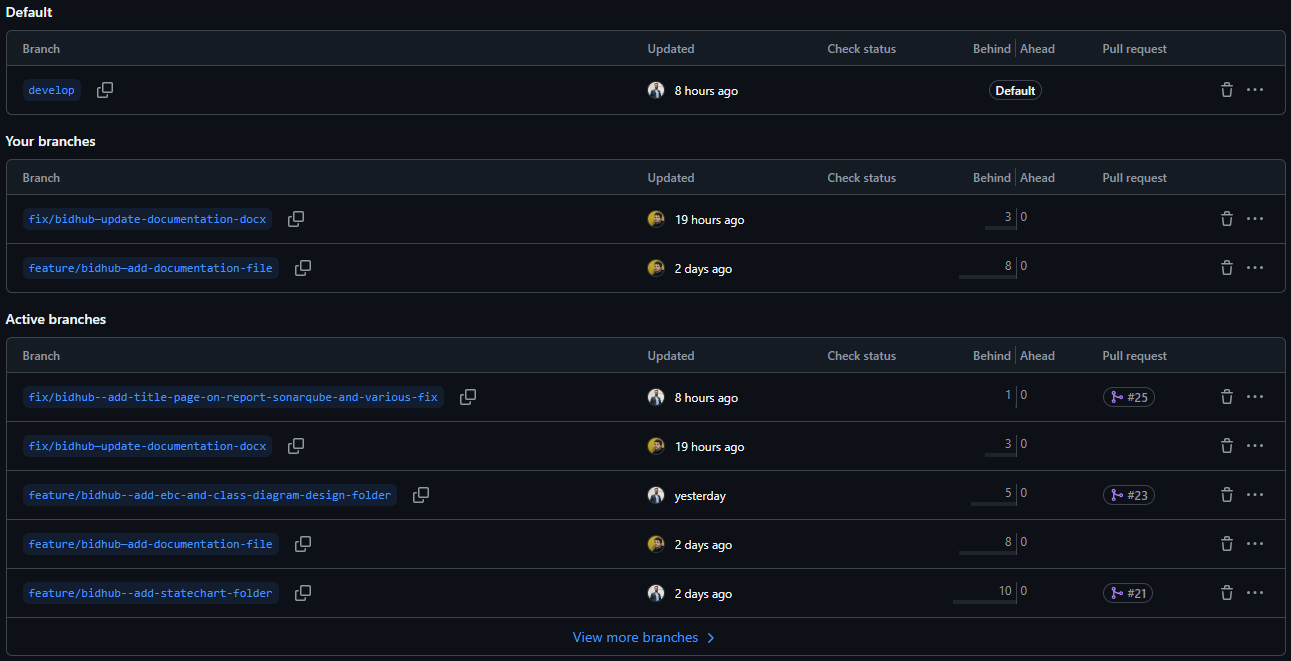 Default
Branch Updated Check status Behind Ahead Pull request
develop 8 hours ago Default
Your branches
Branch Updated Check status Behind Ahead Pull request
fix/bidhub—update-documentation-docx 19 hours ago 3 0
feature/bidhub—add-documentation-file 2 days ago 8 0
Active branches
Branch Updated Check status Behind Ahead Pull request
fix/bidhub--add-title-page-on-report-sonarqube-and-various-fix 8 hours ago 1 0 #25
fix/bidhub—update-documentation-docx 19 hours ago 3 0
feature/bidhub--add-ebc-and-class-diagram-design-folder yesterday 5 0 #23
feature/bidhub—add-documentation-file 2 days ago 8 0
feature/bidhub--add-statechart-folder 2 days ago 10 0 #21
View more branches